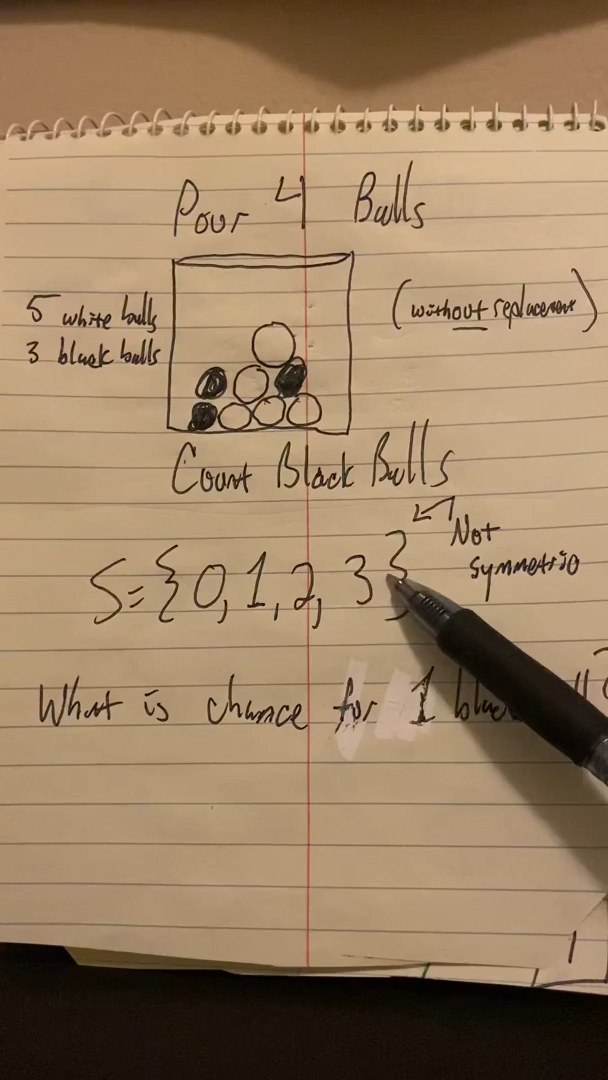 Pour 4 Balls
5 white balls
3 black balls
(without replacement)
Count Black Balls
S={0,1,2,3}
Not
symmetric
What is chance for 1
1